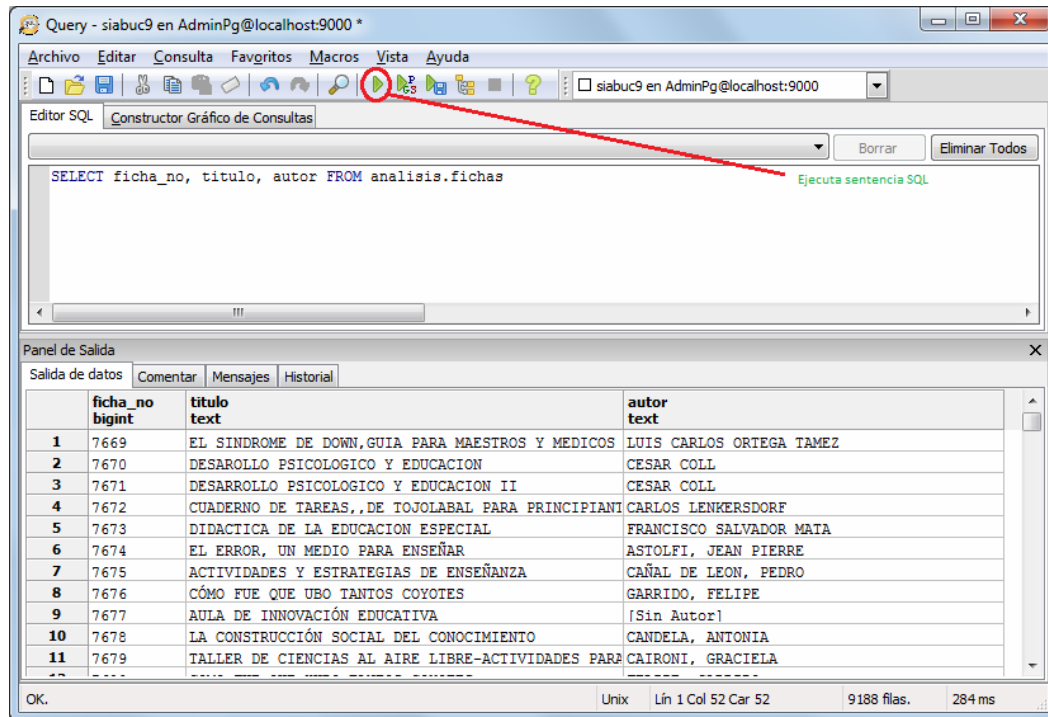 Query - siabuc9 en AdminPg@localhost:9000 *
Archivo Editar Consulta Favoritos Macros Vista Ayuda
siabuc9 en AdminPg@localhost:9000
Editor SQL Constructor Gráfico de Consultas
Borrar Eliminar Todos
SELECT ficha_no, titulo, autor FROM analisis.fichas
Ejecuta sentencia SQL
Panel de Salida
Salida de datos Comentar Mensajes Historial
ficha_no titulo autor
bigint text text
1 7669 EL SINDROME DE DOWN,GUIA PARA MAESTROS Y MEDICOS LUIS CARLOS ORTEGA TAMEZ
2 7670 DESAROLLO PSICOLOGICO Y EDUCACION CESAR COLL
3 7671 DESARROLLO PSICOLOGICO Y EDUCACION II CESAR COLL
4 7672 CUADERNO DE TAREAS,,DE TOJOLABAL PARA PRINCIPIANT CARLOS LENKERSDORF
5 7673 DIDACTICA DE LA EDUCACION ESPECIAL FRANCISCO SALVADOR MATA
6 7674 EL ERROR, UN MEDIO PARA ENSEÑAR ASTOLFI, JEAN PIERRE
7 7675 ACTIVIDADES Y ESTRATEGIAS DE ENSEÑANZA CAÑAL DE LEON, PEDRO
8 7676 CÓMO FUE QUE UBO TANTOS COYOTES GARRIDO, FELIPE
9 7677 AULA DE INNOVACIÓN EDUCATIVA [Sin Autor]
10 7678 LA CONSTRUCCIÓN SOCIAL DEL CONOCIMIENTO CANDELA, ANTONIA
11 7679 TALLER DE CIENCIAS AL AIRE LIBRE-ACTIVIDADES PARA CAIRONI, GRACIELA
OK. Unix Lín 1 Col 52 Car 52 9188 filas. 284 ms